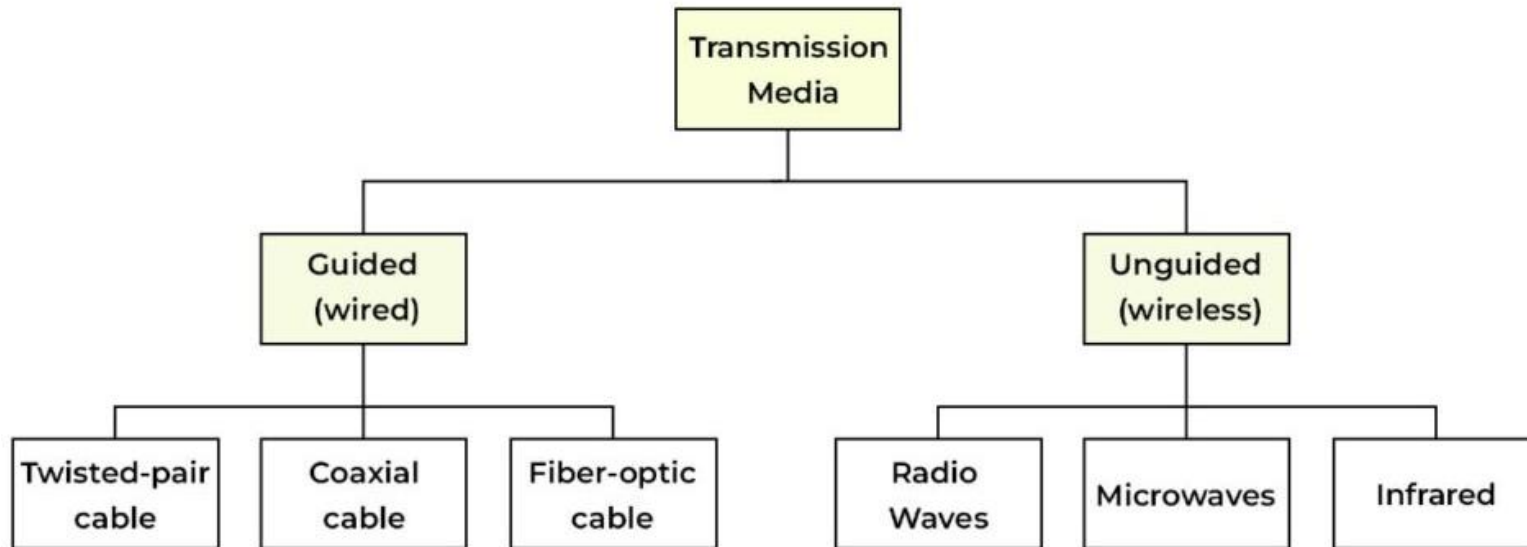 Transmission
Media
Guided
(wired)
Unguided
(wireless)
Twisted-pair
cable
Coaxial
cable
Fiber-optic
cable
Radio
Waves
Microwaves
Infrared